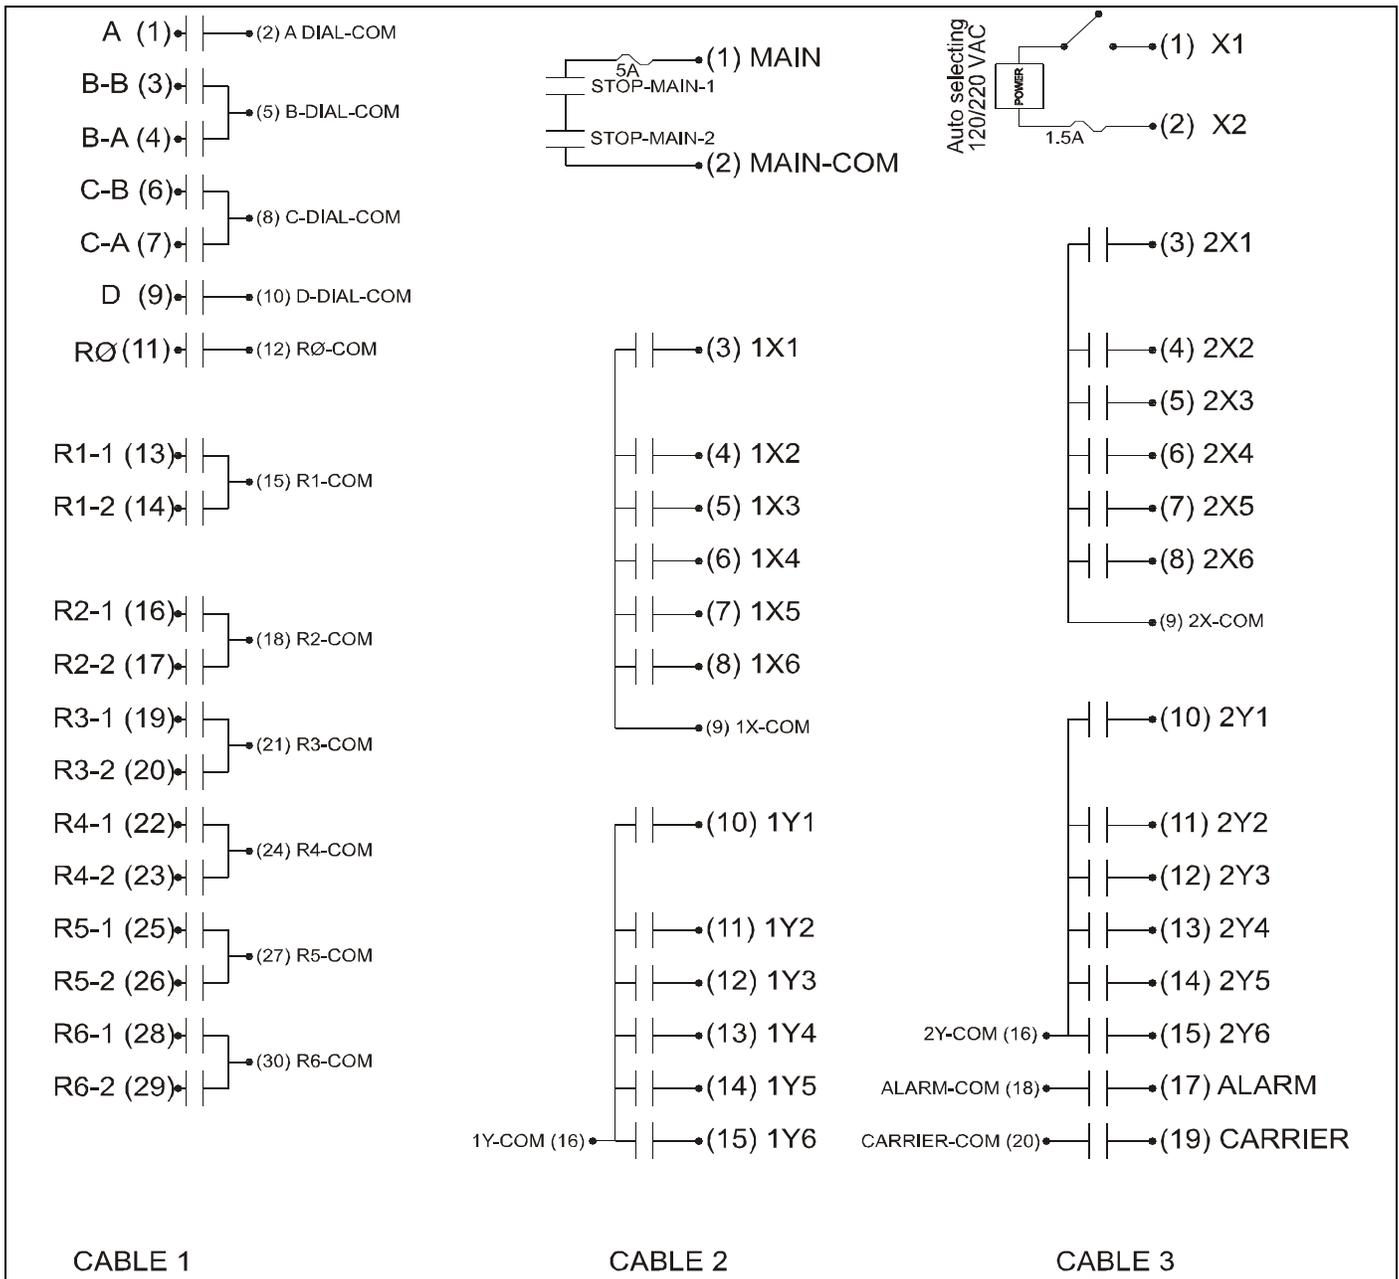 A (1)
(2) A DIAL-COM
B-B (3)
(5) B-DIAL-COM
B-A (4)
C-B (6)
(8) C-DIAL-COM
C-A (7)
D (9)
(10) D-DIAL-COM
RØ (11)
(12) RØ-COM
R1-1 (13)
(15) R1-COM
R1-2 (14)
R2-1 (16)
(18) R2-COM
R2-2 (17)
R3-1 (19)
(21) R3-COM
R3-2 (20)
R4-1 (22)
(24) R4-COM
R4-2 (23)
R5-1 (25)
(27) R5-COM
R5-2 (26)
R6-1 (28)
(30) R6-COM
R6-2 (29)
CABLE 1
(1) MAIN
5A
STOP-MAIN-1
STOP-MAIN-2
(2) MAIN-COM
(3) 1X1
(4) 1X2
(5) 1X3
(6) 1X4
(7) 1X5
(8) 1X6
(9) 1X-COM
(10) 1Y1
(11) 1Y2
(12) 1Y3
(13) 1Y4
(14) 1Y5
1Y-COM (16)
(15) 1Y6
CABLE 2
Auto selecting
120/220 VAC
POWER
(1) X1
1.5A
(2) X2
(3) 2X1
(4) 2X2
(5) 2X3
(6) 2X4
(7) 2X5
(8) 2X6
(9) 2X-COM
(10) 2Y1
(11) 2Y2
(12) 2Y3
(13) 2Y4
(14) 2Y5
2Y-COM (16)
(15) 2Y6
ALARM-COM (18)
(17) ALARM
CARRIER-COM (20)
(19) CARRIER
CABLE 3